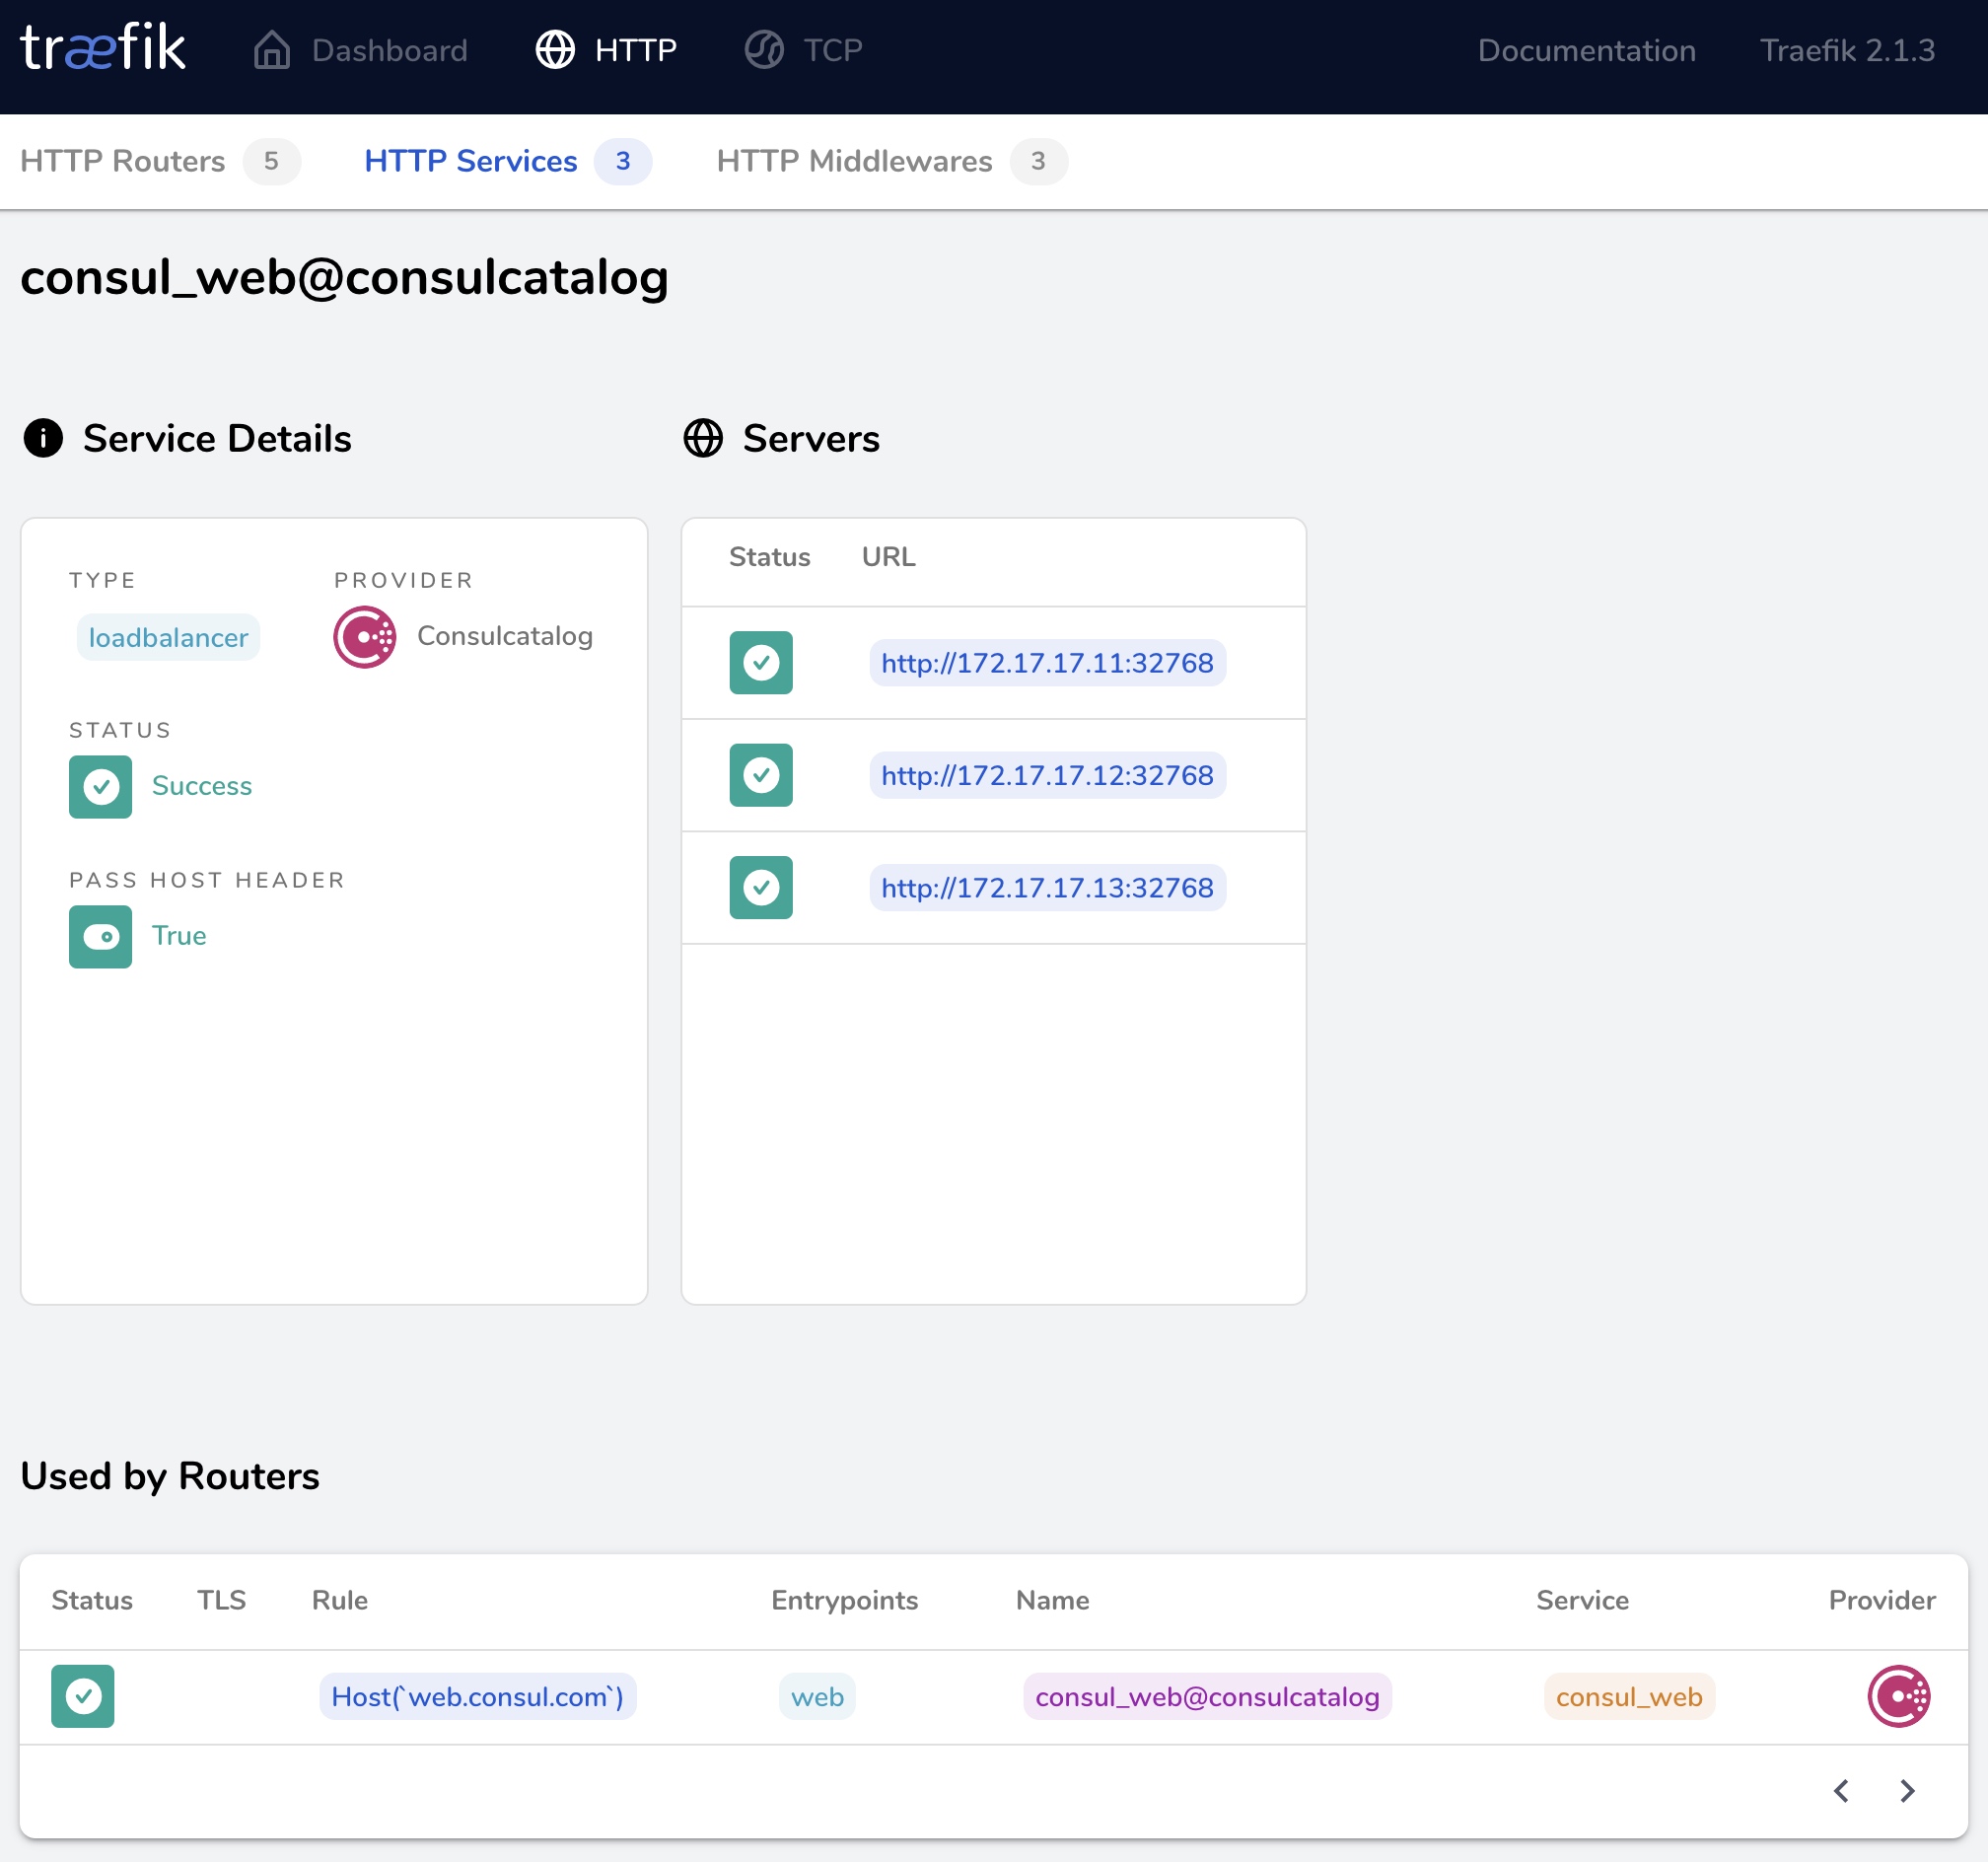 træfik Dashboard HTTP TCP Documentation Traefik 2.1.3
HTTP Routers 5 HTTP Services 3 HTTP Middlewares 3
consul_web@consulcatalog
Service Details
TYPE PROVIDER
loadbalancer Consulcatalog
STATUS
Success
PASS HOST HEADER
True
Servers
Status URL
http://172.17.17.11:32768
http://172.17.17.12:32768
http://172.17.17.13:32768
Used by Routers
Status TLS Rule Entrypoints Name Service Provider
Host(`web.consul.com`) web consul_web@consulcatalog consul_web